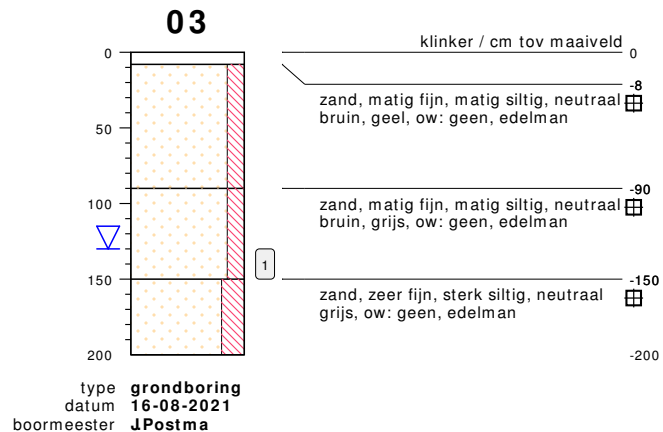 03
klinker / cm tov maaiveld
0
0
-8
zand, matig fijn, matig siltig, neutraal
bruin, geel, ow: geen, edelman
50
-90
100
zand, matig fijn, matig siltig, neutraal
bruin, grijs, ow: geen, edelman
1
150
-150
zand, zeer fijn, sterk siltig, neutraal
grijs, ow: geen, edelman
200
-200
type grondboring
datum 16-08-2021
boormeester J.Postma